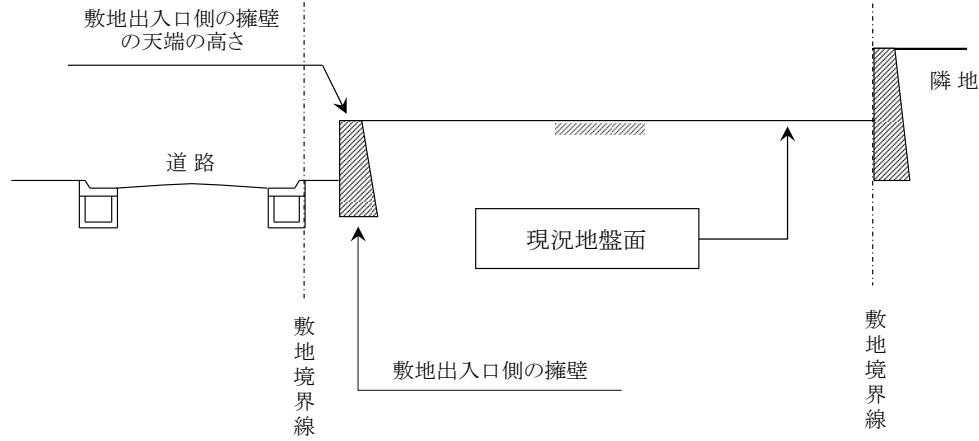 敷地出入口側の擁壁
の天端の高さ
隣 地
道 路
現況地盤面
敷地境界線
敷地出入口側の擁壁
敷地境界線